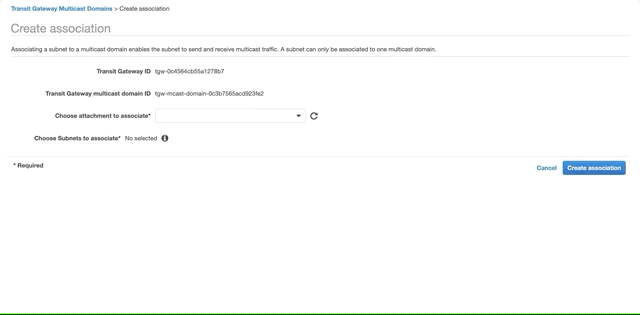 Transit Gateway Multicast Domains > Create association
Create association
Associating a subnet to a multicast domain enables the subnet to send and receive multicast traffic. A subnet can only be associated to one multicast domain.
Transit Gateway ID tgw-0c4564cb55a1278b7
Transit Gateway multicast domain ID tgw-mcast-domain-0c3b7565acd923fe2
Choose attachment to associate*
Choose Subnets to associate* No selected
* Required
Cancel Create association